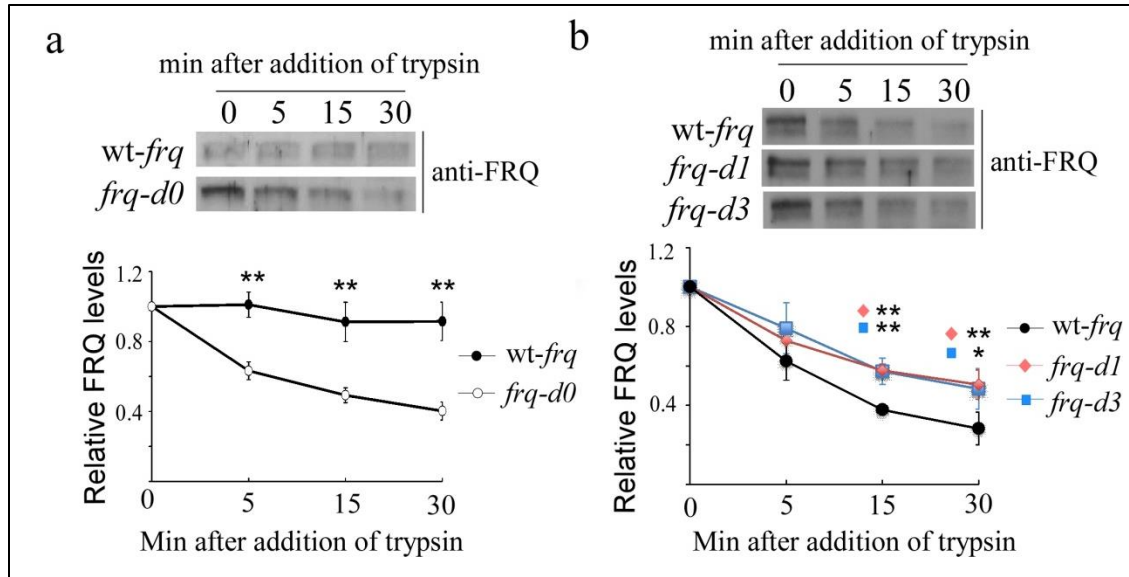 a
min after addition of trypsin
0 5 15 30
wt-frq
frq-d0
anti-FRQ
Relative FRQ levels
1.2
0.8
0.4
** ** **
wt-frq
frq-d0
0 5 15 30
Min after addition of trypsin
b
min after addition of trypsin
0 5 15 30
wt-frq
frq-d1
frq-d3
anti-FRQ
Relative FRQ levels
1.2
0.8
0.4
**
**
**
*
wt-frq
frq-d1
frq-d3
0 5 15 30
Min after addition of trypsin